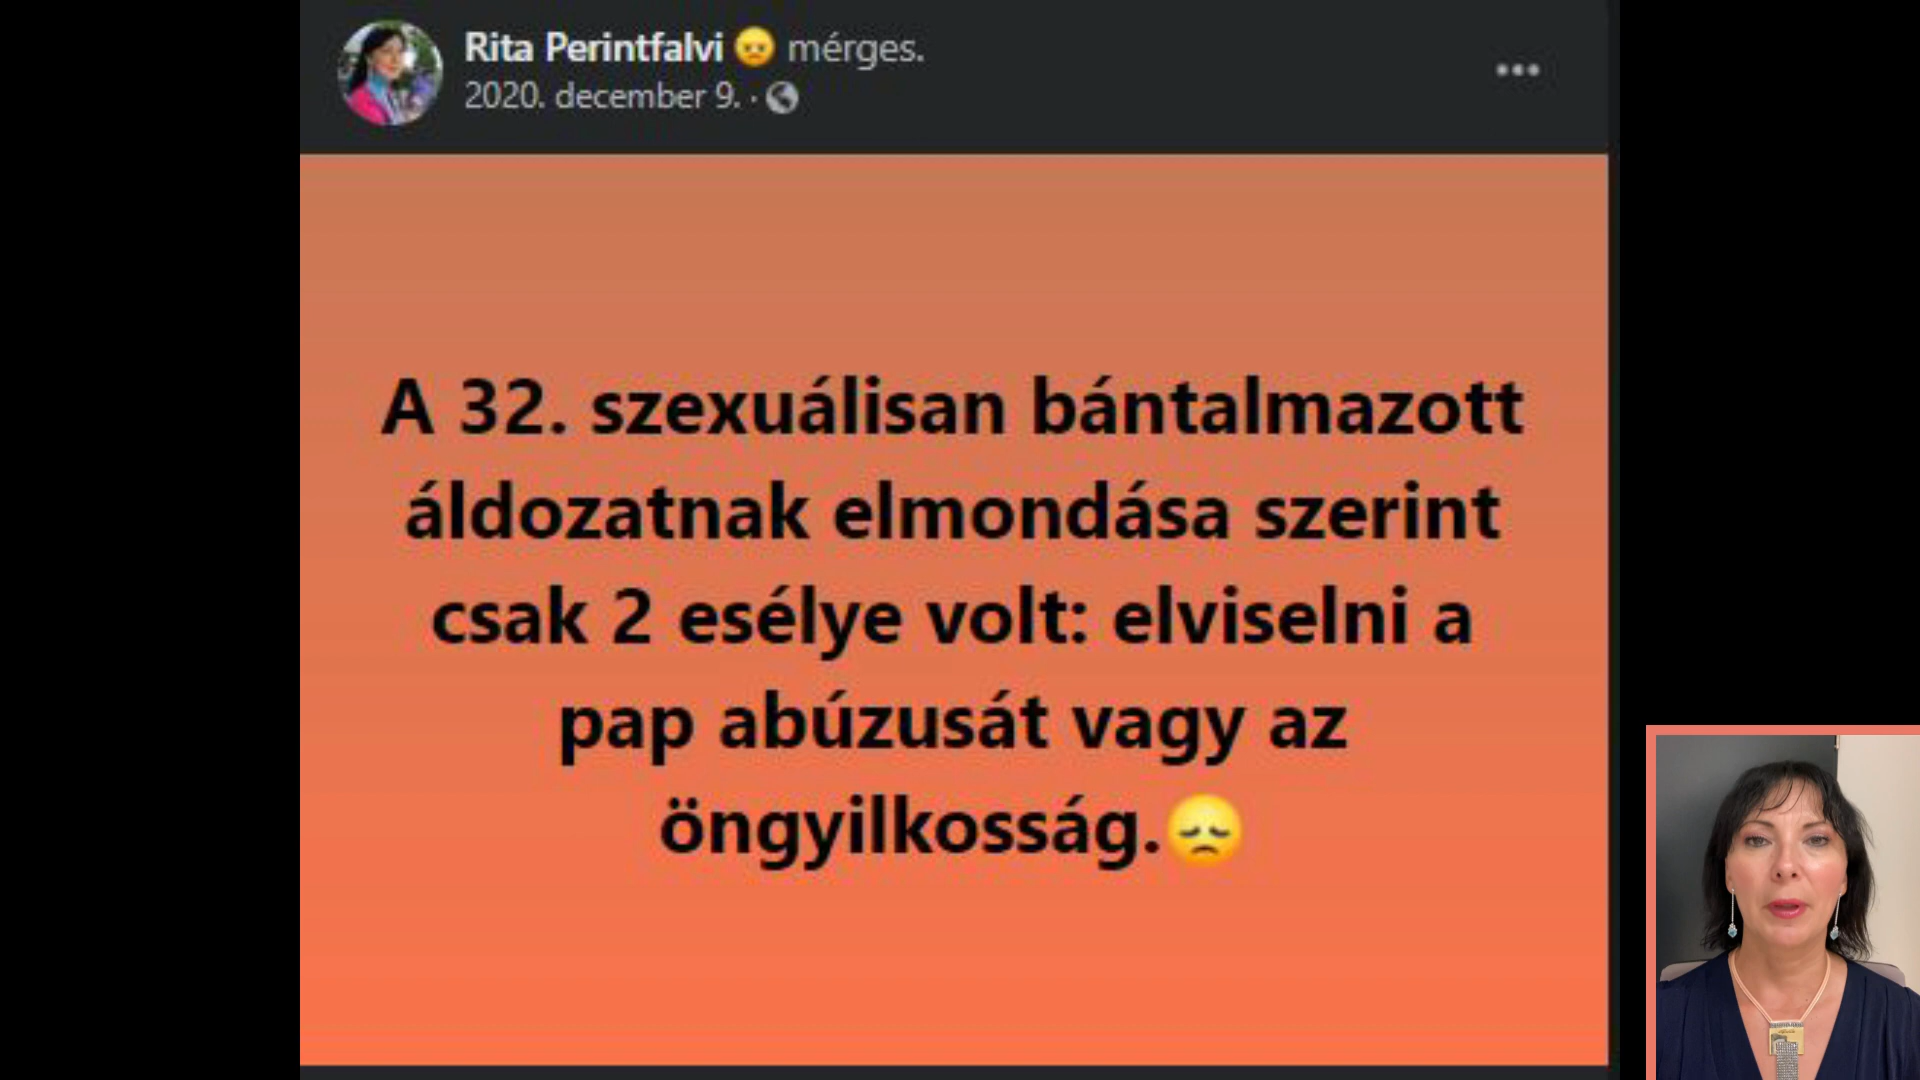 Rita Perintfalvi 😠 mérges.
2020. december 9. ·
A 32. szexuálisan bántalmazott
áldozatnak elmondása szerint
csak 2 esélye volt: elviselni a
pap abúzusát vagy az
öngyilkosság.😞